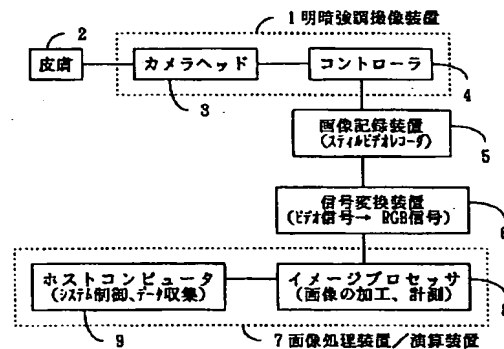 1 明暗強調撮像装置
2
皮膚
カメラヘッド
コントローラ
3
4
画像記録装置
(スティルビデオレコーダ)
5
信号変換装置
(ビデオ信号→ RGB信号)
6
ホストコンピュータ
(システム制御、データ収集)
イメージプロセッサ
(画像の加工、計測)
8
9
7 画像処理装置/演算装置